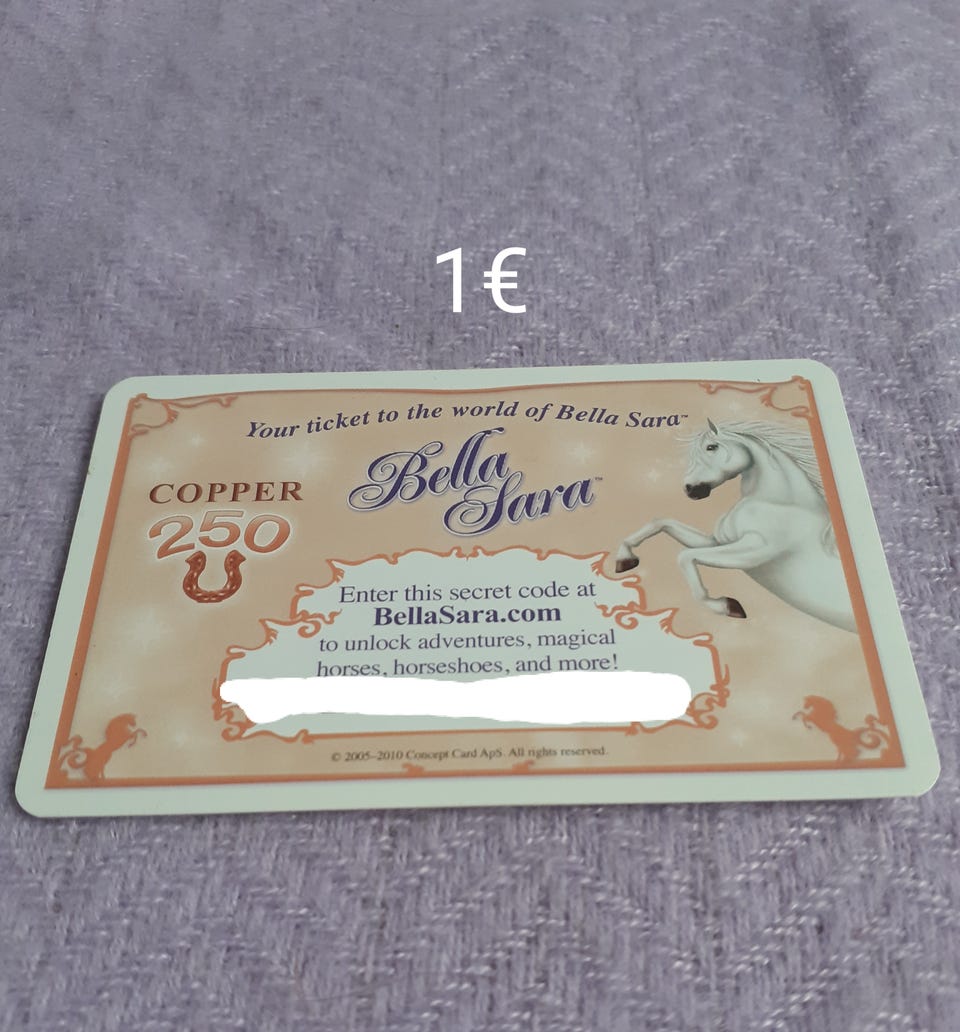 1€
Your ticket to the world of Bella Sara™
Bella
Sara™
COPPER
250
Enter this secret code at
BellaSara.com
to unlock adventures, magical
horses, horseshoes, and more!
© 2005–2010 Concept Card ApS. All rights reserved.